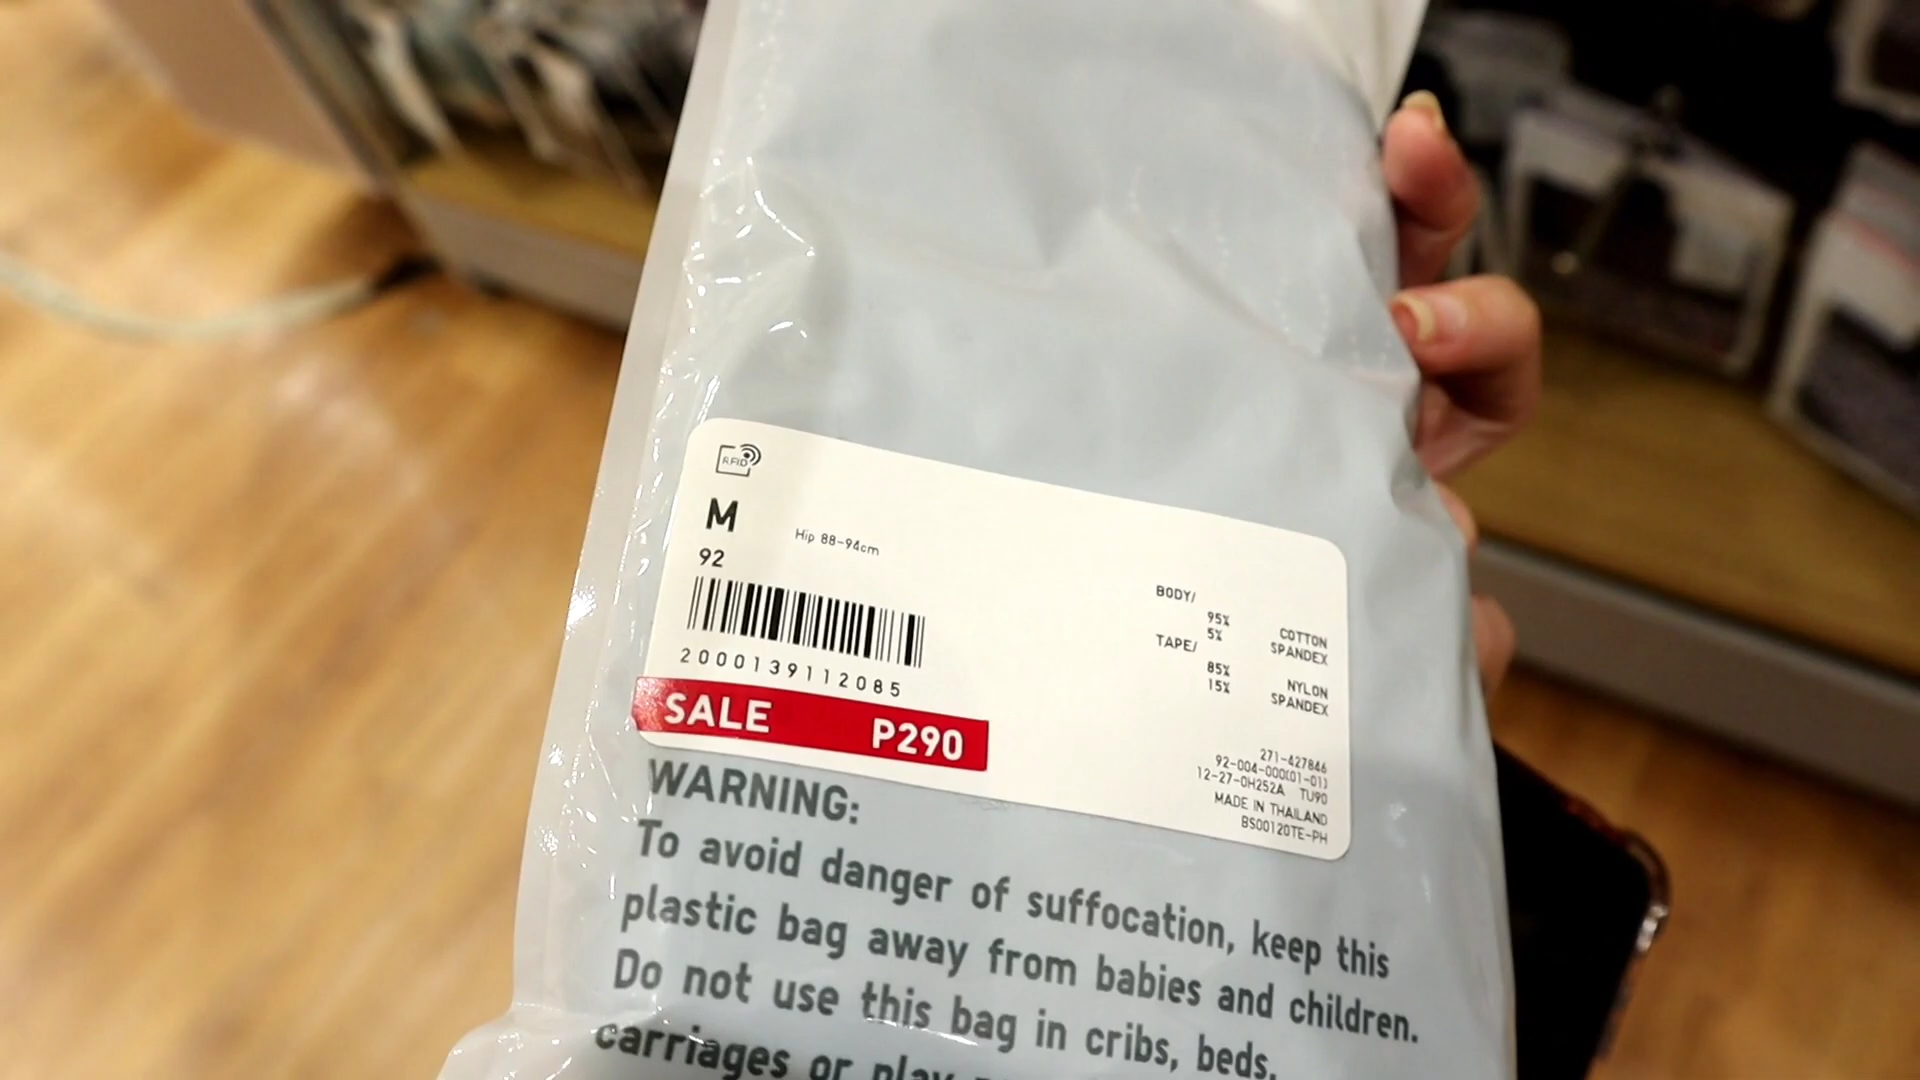 RFID
M
Hip 88-94cm
92
2000139112085
SALE P290
BODY/
95% COTTON
5% SPANDEX
TAPE/
85% NYLON
15% SPANDEX
271-427846
92-004-000(01-01)
12-27-0H252A TU90
MADE IN THAILAND
BS00120TE-PH
WARNING:
To avoid danger of suffocation, keep this
plastic bag away from babies and children.
Do not use this bag in cribs, beds,
carriages or play